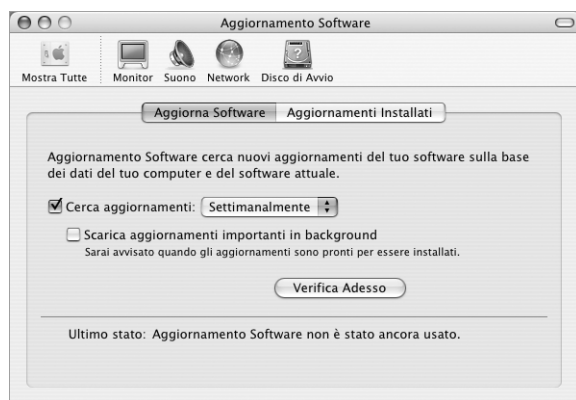 Aggiornamento Software
Mostra Tutte Monitor Suono Network Disco di Avvio
Aggiorna Software Aggiornamenti Installati
Aggiornamento Software cerca nuovi aggiornamenti del tuo software sulla base
dei dati del tuo computer e del software attuale.
Cerca aggiornamenti: Settimanalmente
Scarica aggiornamenti importanti in background
Sarai avvisato quando gli aggiornamenti sono pronti per essere installati.
Verifica Adesso
Ultimo stato: Aggiornamento Software non è stato ancora usato.